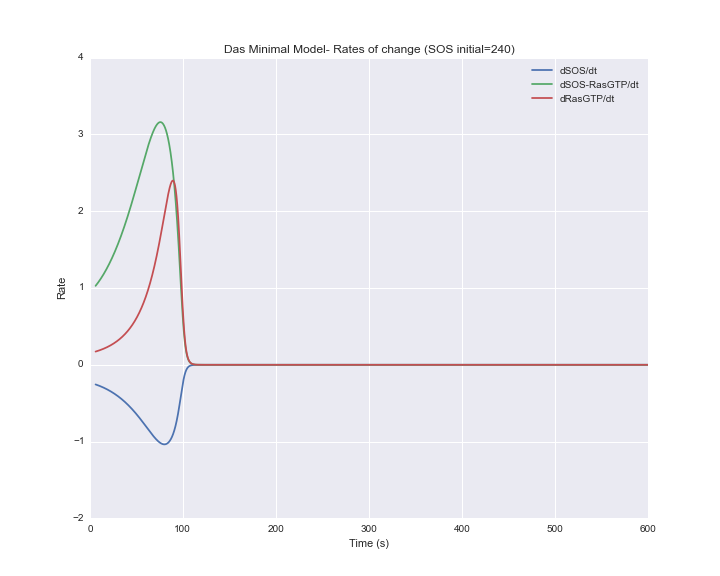 Das Minimal Model- Rates of change (SOS initial=240)
dSOS/dt
dSOS-RasGTP/dt
dRasGTP/dt
4
3
2
1
0
−1
−2
Rate
0 100 200 300 400 500 600
Time (s)